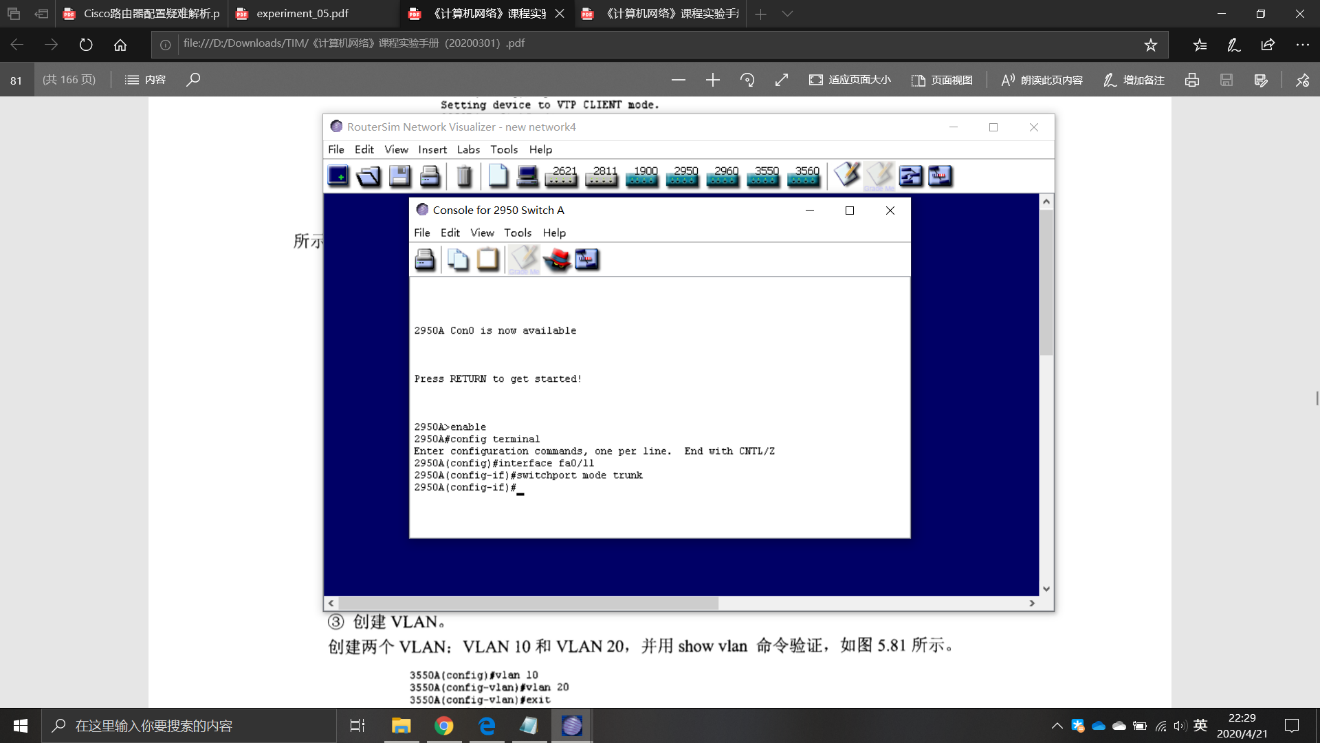 Cisco路由器配置疑难解析.p
experiment_05.pdf
《计算机网络》课程实
《计算机网络》课程实验手
file:///D:/Downloads/TIM/《计算机网络》课程实验手册 (20200301) .pdf
81
(共 166 页)
内容
适应页面大小
页面视图
朗读此页内容
增加备注
Setting device to VTP CLIENT mode.
RouterSim Network Visualizer - new network4
File Edit View Insert Labs Tools Help
2621 2811 1900 2950 2960 3550 3560
所示
Console for 2950 Switch A
File Edit View Tools Help
2950A Con0 is now available
Press RETURN to get started!
2950A>enable
2950A#config terminal
Enter configuration commands, one per line. End with CNTL/Z
2950A(config)#interface fa0/11
2950A(config-if)#switchport mode trunk
2950A(config-if)#
③ 创建 VLAN。
创建两个 VLAN：VLAN 10 和 VLAN 20，并用 show vlan 命令验证，如图 5.81 所示。
3550A(config)#vlan 10
3550A(config-vlan)#vlan 20
3550A(config-vlan)#exit
在这里输入你要搜索的内容
英
22:29
2020/4/21